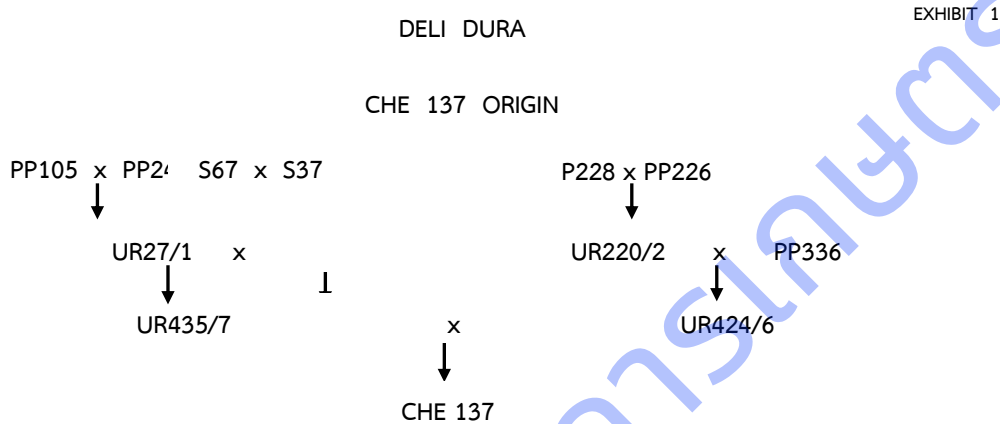 EXHIBIT 1
DELI DURA
CHE 137 ORIGIN
PP105 x PP24 S67 x S37 P228 x PP226
UR27/1 x UR220/2 x PP336
UR435/7 x UR424/6
CHE 137